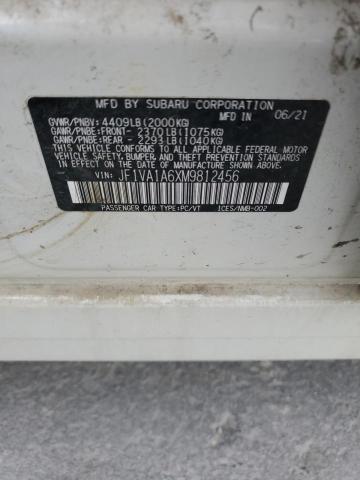 MFD BY SUBARU CORPORATION
GVWR/PNBV: 4409LB(2000KG) MFD IN 06/21
GAWR/PNBE:FRONT- 2370LB(1075KG)
GAWR/PNBE:REAR - 2293LB(1040KG)
THIS VEHICLE CONFORMS TO ALL APPLICABLE FEDERAL MOTOR
VEHICLE SAFETY, BUMPER, AND THEFT PREVENTION STANDARDS
IN EFFECT ON THE DATE OF MANUFACTURE SHOWN ABOVE.
VIN: JF1VA1A6XM9812456
PASSENGER CAR TYPE:PC/VT ICES/NMB-002